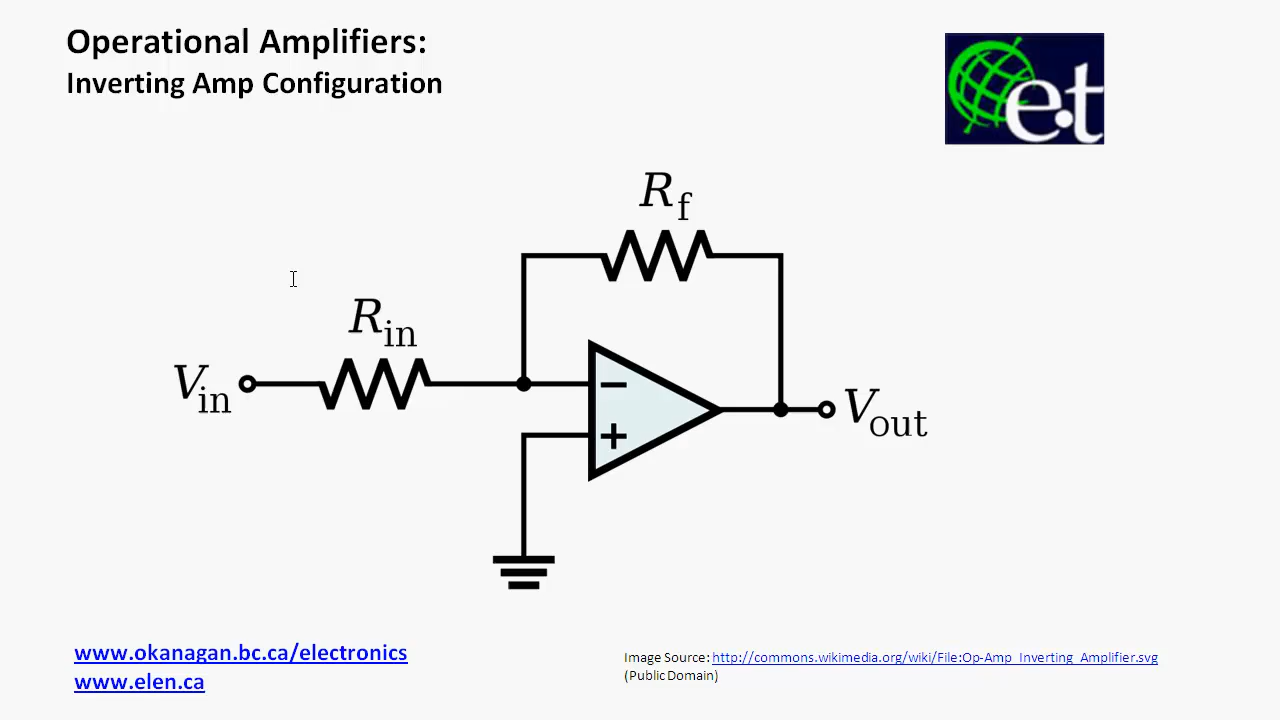 Operational Amplifiers:
Inverting Amp Configuration
e·t
Rf
Rin
Vin
−
+
Vout
www.okanagan.bc.ca/electronics
www.elen.ca
Image Source: http://commons.wikimedia.org/wiki/File:Op-Amp_Inverting_Amplifier.svg
(Public Domain)